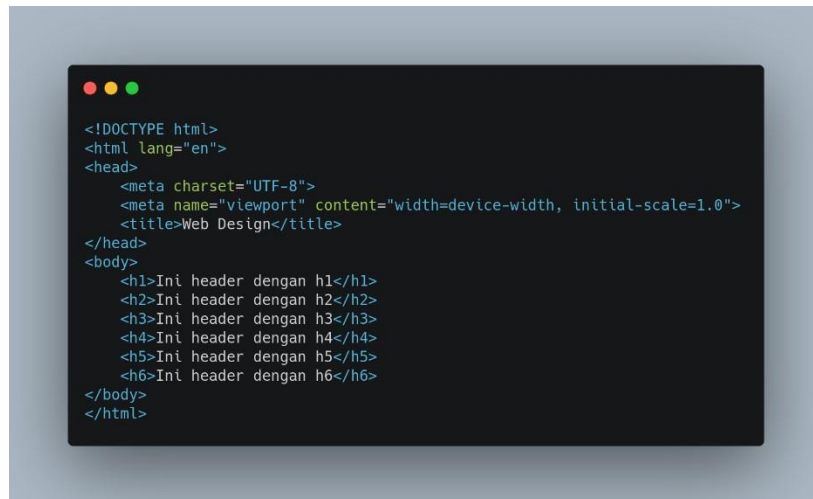 <!DOCTYPE html>
<html lang="en">
<head>
    <meta charset="UTF-8">
    <meta name="viewport" content="width=device-width, initial-scale=1.0">
    <title>Web Design</title>
</head>
<body>
    <h1>Ini header dengan h1</h1>
    <h2>Ini header dengan h2</h2>
    <h3>Ini header dengan h3</h3>
    <h4>Ini header dengan h4</h4>
    <h5>Ini header dengan h5</h5>
    <h6>Ini header dengan h6</h6>
</body>
</html>